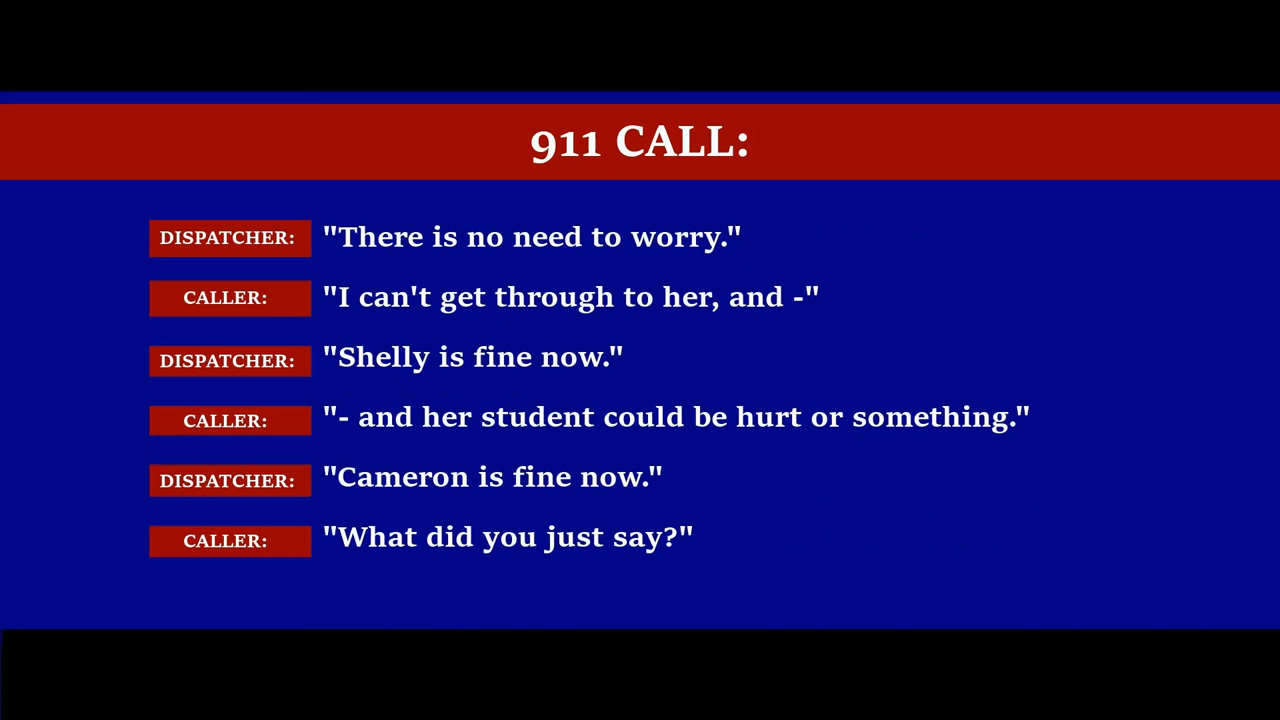 911 CALL:
DISPATCHER: "There is no need to worry."
CALLER: "I can't get through to her, and -"
DISPATCHER: "Shelly is fine now."
CALLER: "- and her student could be hurt or something."
DISPATCHER: "Cameron is fine now."
CALLER: "What did you just say?"